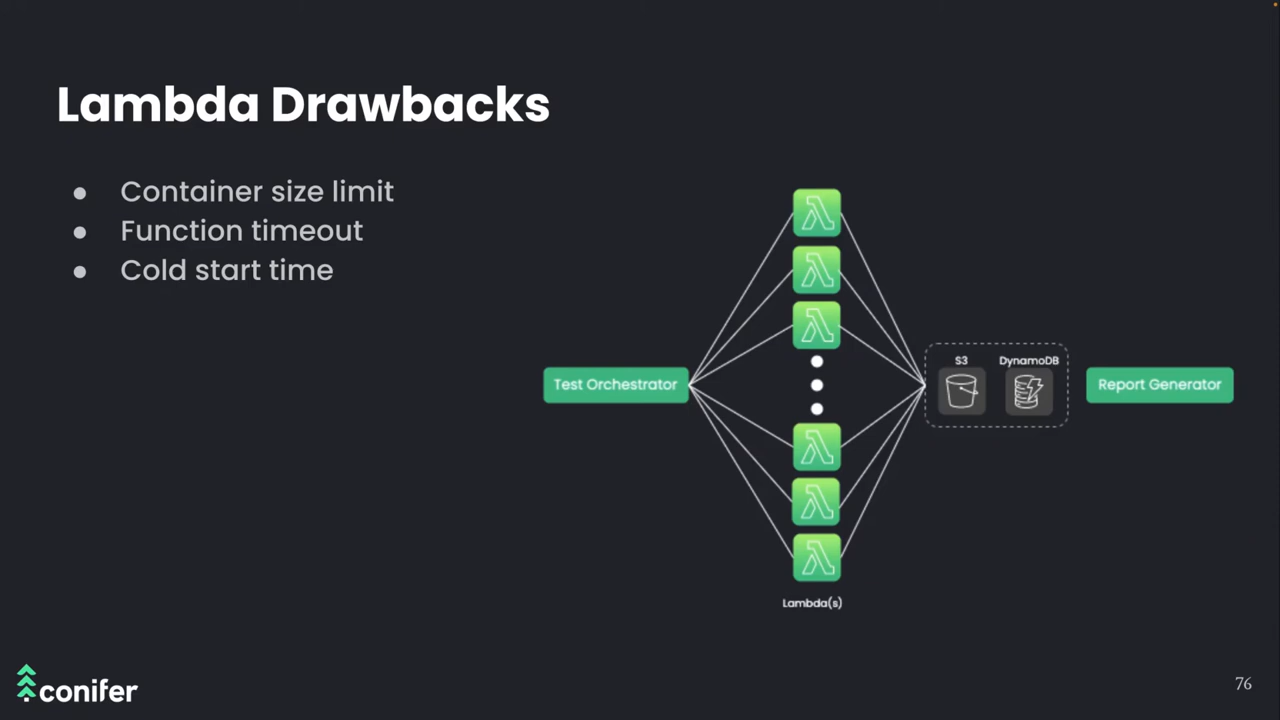 Lambda Drawbacks
● Container size limit
● Function timeout
● Cold start time
Test Orchestrator
S3
DynamoDB
Report Generator
Lambda(s)
conifer
76